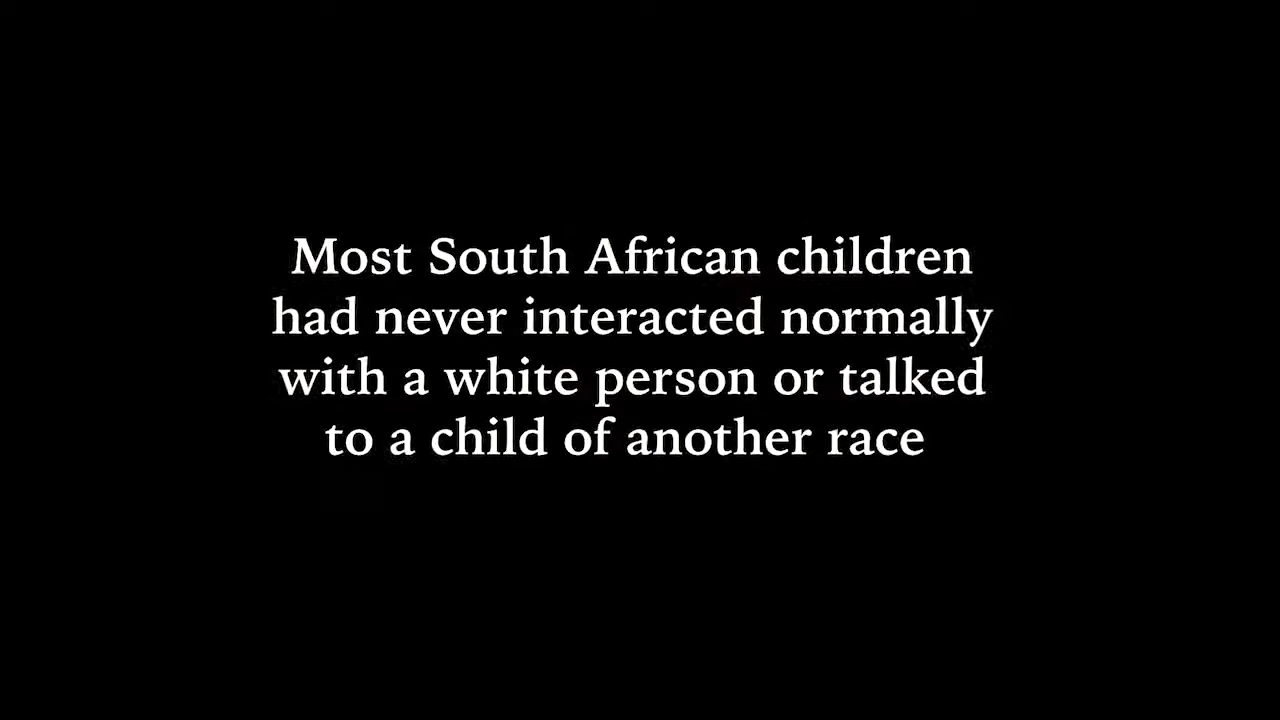 Most South African children
had never interacted normally
with a white person or talked
to a child of another race